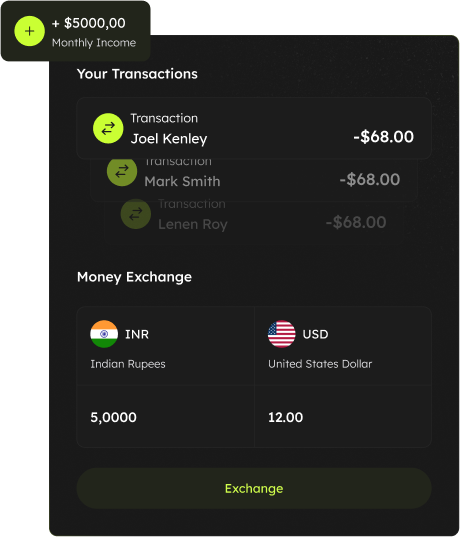 + $5000,00
Monthly Income
Your Transactions
Transaction
Joel Kenley
-$68.00
Transaction
Mark Smith
-$68.00
Transaction
Lenen Roy
-$68.00
Money Exchange
INR
USD
Indian Rupees
United States Dollar
5,0000
12.00
Exchange